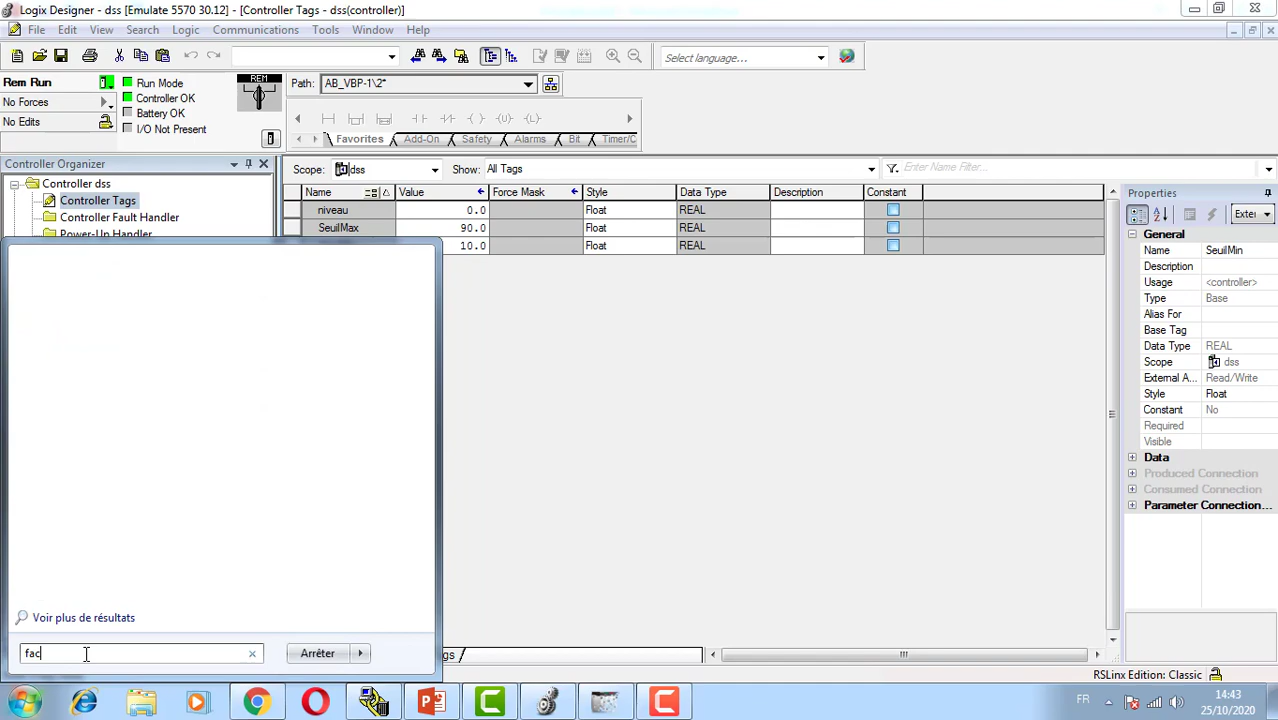 Logix Designer - dss [Emulate 5570 30.12] - [Controller Tags - dss(controller)]
File Edit View Search Logic Communications Tools Window Help
Select language...
Rem Run
No Forces
No Edits
Run Mode
Controller OK
Battery OK
I/O Not Present
REM
Path: AB_VBP-1\2*
Favorites Add-On Safety Alarms Bit Timer/C
Controller Organizer
Controller dss
Controller Tags
Controller Fault Handler
Power-Up Handler
Scope: dss Show: All Tags Enter Name Filter...
Name Value Force Mask Style Data Type Description Constant
niveau 0.0 Float REAL
SeuilMax 90.0 Float REAL
10.0 Float REAL
Properties
Exter
General
Name SeuilMin
Description
Usage <controller>
Type Base
Alias For
Base Tag
Data Type REAL
Scope dss
External A... Read/Write
Style Float
Constant No
Required
Visible
Data
Produced Connection
Consumed Connection
Parameter Connection...
Voir plus de résultats
fac
Arrêter
gs
RSLinx Edition: Classic
FR
14:43
25/10/2020